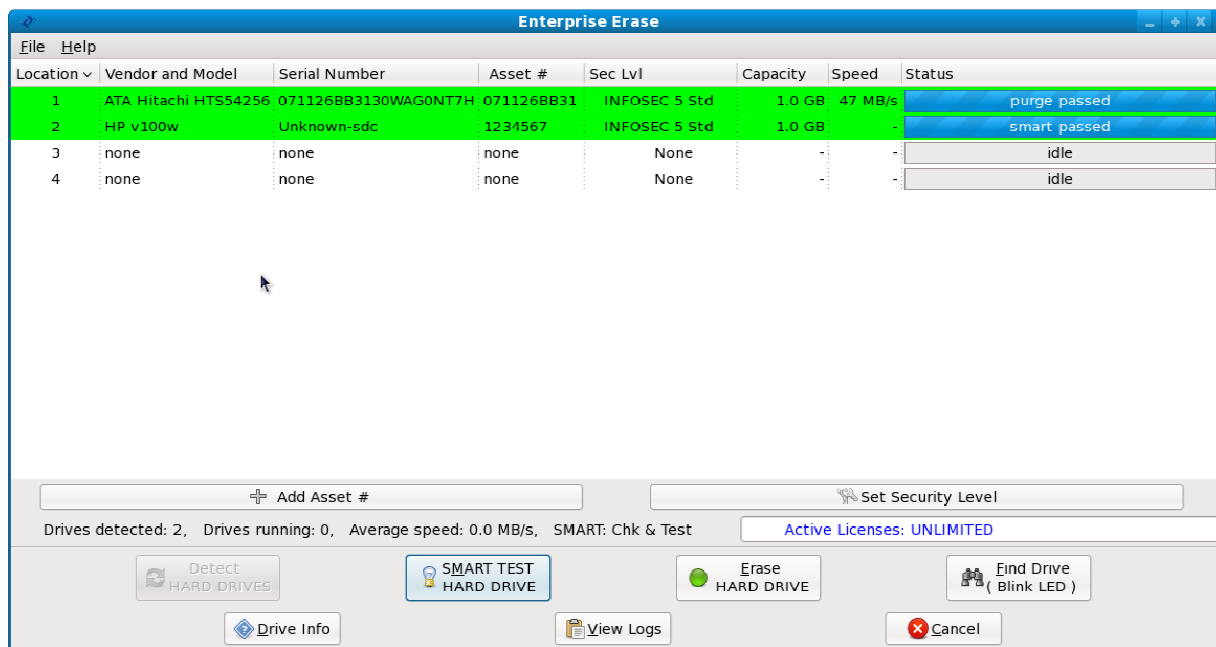 Enterprise Erase
File Help
Location Vendor and Model Serial Number Asset # Sec Lvl Capacity Speed Status
1 ATA Hitachi HTS54256 071126BB3130WAG0NT7H 071126BB31 INFOSEC 5 Std 1.0 GB 47 MB/s purge passed
2 HP v100w Unknown-sdc 1234567 INFOSEC 5 Std 1.0 GB - smart passed
3 none none none None - - idle
4 none none none None - - idle
Add Asset # Set Security Level
Drives detected: 2, Drives running: 0, Average speed: 0.0 MB/s, SMART: Chk & Test Active Licenses: UNLIMITED
Detect HARD DRIVES
SMART TEST HARD DRIVE
Erase HARD DRIVE
Find Drive ( Blink LED )
Drive Info View Logs Cancel